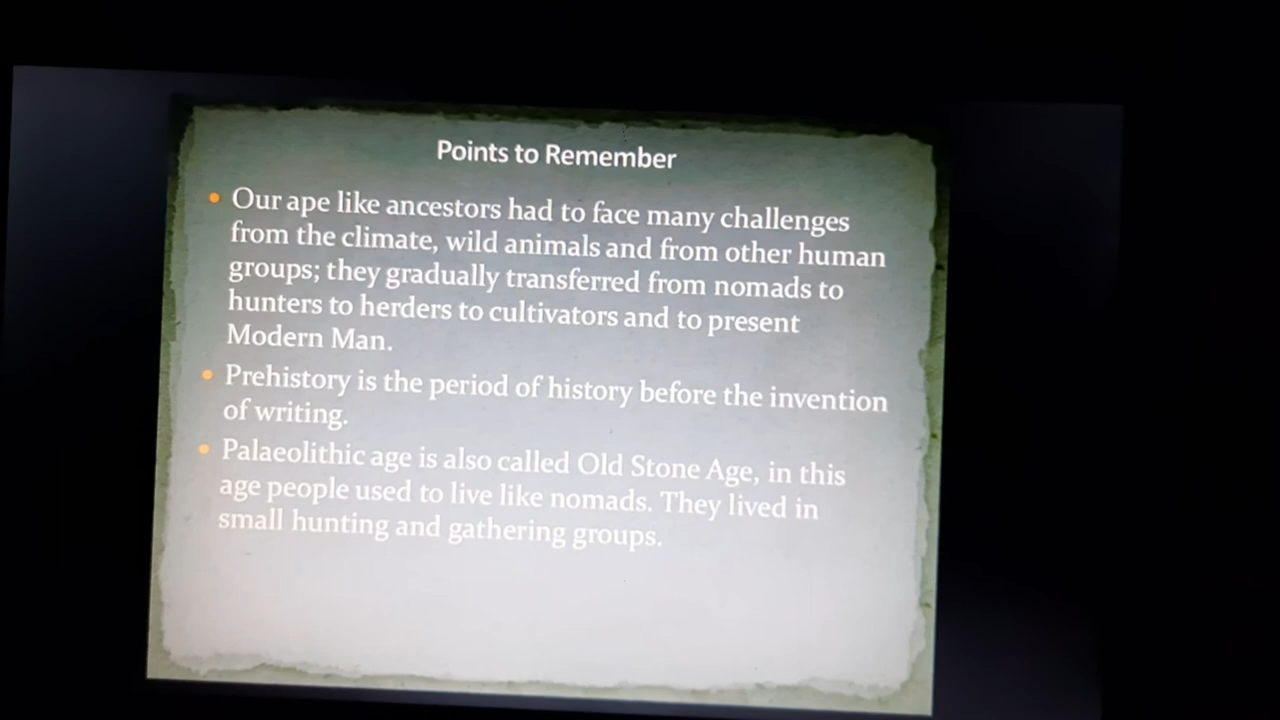 Points to Remember
Our ape like ancestors had to face many challenges
from the climate, wild animals and from other human
groups; they gradually transferred from nomads to
hunters to herders to cultivators and to present
Modern Man.
Prehistory is the period of history before the invention
of writing.
Palaeolithic age is also called Old Stone Age, in this
age people used to live like nomads. They lived in
small hunting and gathering groups.